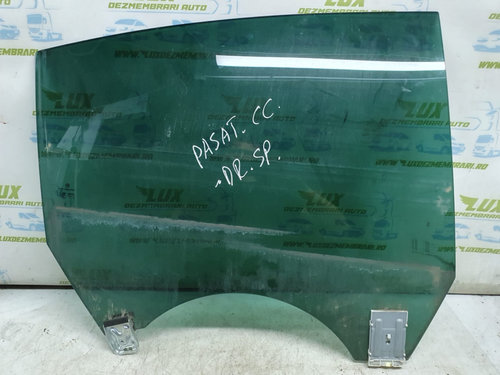 PASAT. CC.
DR. SP.
LUX
DEZMEMBRARI AUTO
WWW.LUXDEZMEMBRARI.RO